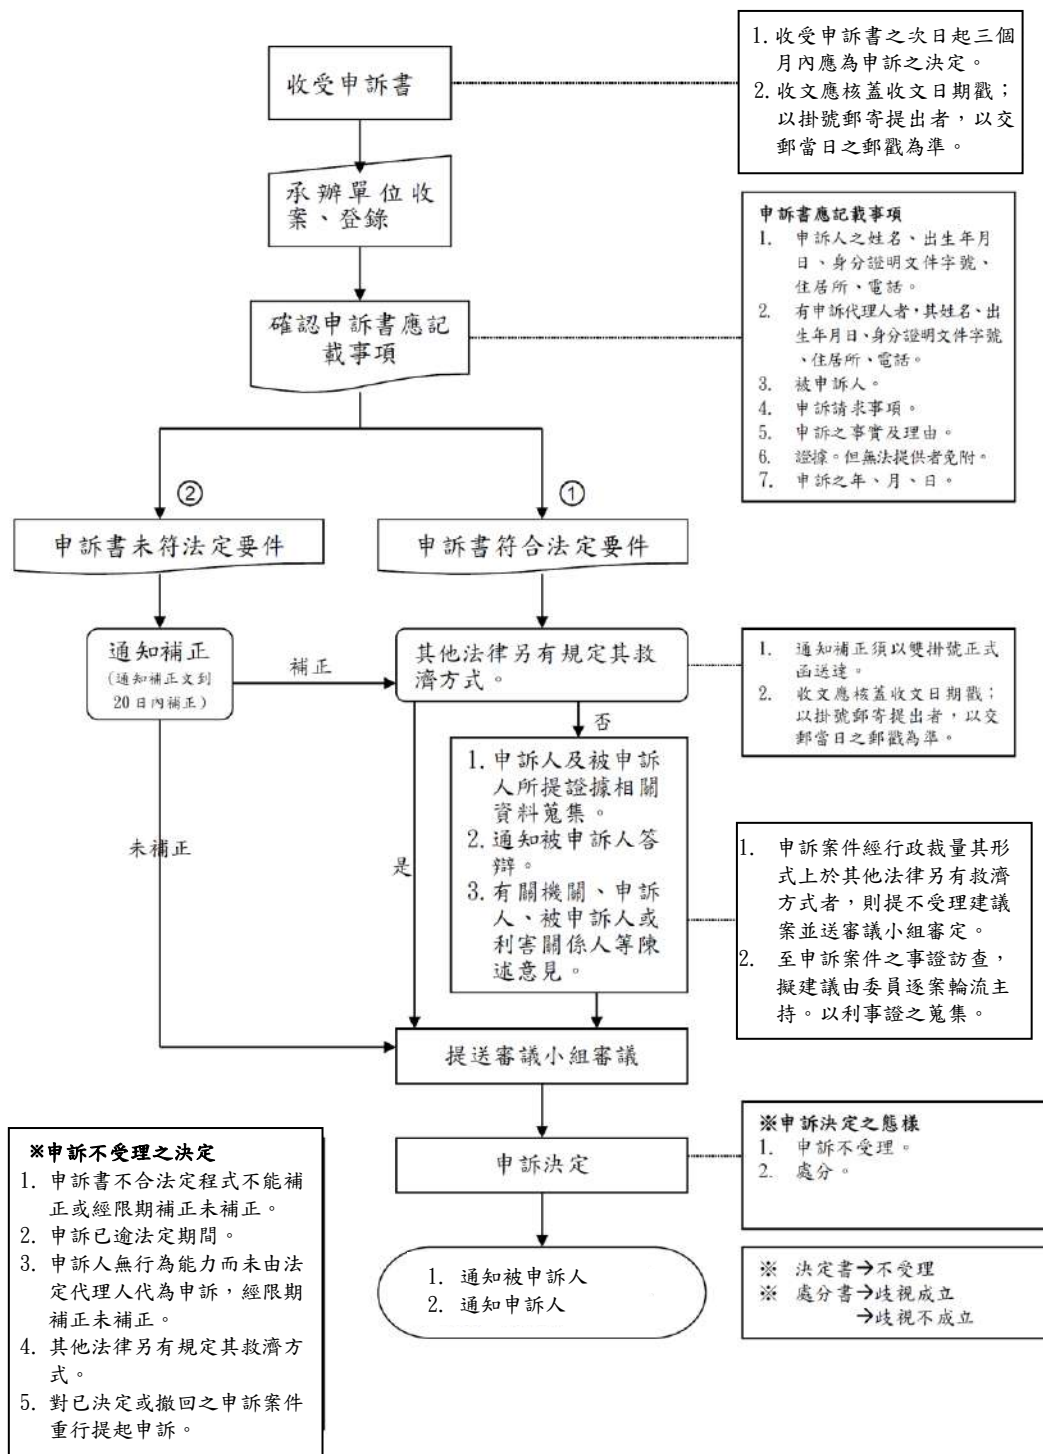 收受申訴書
1. 收受申訴書之次日起三個
月內應為申訴之決定。
2. 收文應核蓋收文日期戳；
以掛號郵寄提出者，以交
郵當日之郵戳為準。
承辦單位收
案、登錄
確認申訴書應記
載事項
申訴書應記載事項
1. 申訴人之姓名、出生年月
日、身分證明文件字號、
住居所、電話。
2. 有申訴代理人者，其姓名、出
生年月日、身分證明文件字號
、住居所、電話。
3. 被申訴人。
4. 申訴請求事項。
5. 申訴之事實及理由。
6. 證據。但無法提供者免附。
7. 申訴之年、月、日。
②
①
申訴書未符法定要件
申訴書符合法定要件
通知補正
(通知補正文到
20日內補正)
補正
其他法律另有規定其救
濟方式。
1. 通知補正須以雙掛號正式
函送達。
2. 收文應核蓋收文日期戳；
以掛號郵寄提出者，以交
郵當日之郵戳為準。
否
未補正
是
1. 申訴人及被申訴
人所提證據相關
資料蒐集。
2. 通知被申訴人答
辯。
3. 有關機關、申訴
人、被申訴人或
利害關係人等陳
述意見。
1. 申訴案件經行政裁量其形
式上於其他法律另有救濟
方式者，則提不受理建議
案並送審議小組審定。
2. 至申訴案件之事證訪查，
擬建議由委員逐案輪流主
持。以利事證之蒐集。
提送審議小組審議
申訴決定
※申訴決定之態樣
1. 申訴不受理。
2. 處分。
1. 通知被申訴人
2. 通知申訴人
※ 決定書→不受理
※ 處分書→歧視成立
→歧視不成立
※申訴不受理之決定
1. 申訴書不合法定程式不能補
正或經限期補正未補正。
2. 申訴已逾法定期間。
3. 申訴人無行為能力而未由法
定代理人代為申訴，經限期
補正未補正。
4. 其他法律另有規定其救濟方
式。
5. 對已決定或撤回之申訴案件
重行提起申訴。